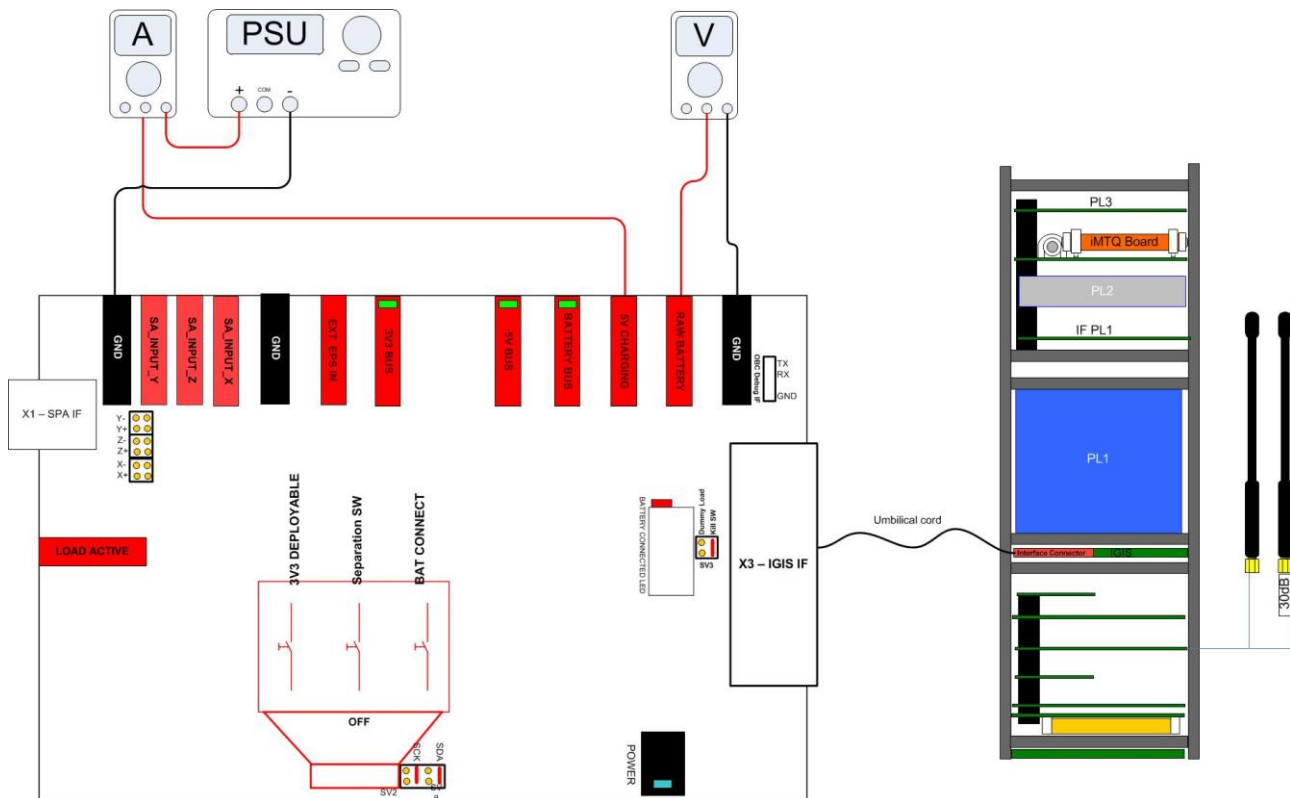 A
PSU
V
+
COM
-
GND
SA_INPUT_Y
SA_INPUT_Z
SA_INPUT_X
GND
EXT. EPS IN
3V3 BUS
5V BUS
BATTERY BUS
5V CHARGING
RAW BATTERY
GND
OBC Debug IF
TX
RX
GND
X1 – SPA IF
Y-
Y+
Z-
Z+
X-
X+
LOAD ACTIVE
3V3 DEPLOYABLE
Separation SW
BAT CONNECT
OFF
SCK
SDA
SV2
BATTERY CONNECTED LED
Dummy Load
Kill SW
SV3
X3 – IGIS IF
POWER
Umbilical cord
PL3
iMTQ Board
PL2
IF PL1
PL1
Interface Connector
IGIS
30dB